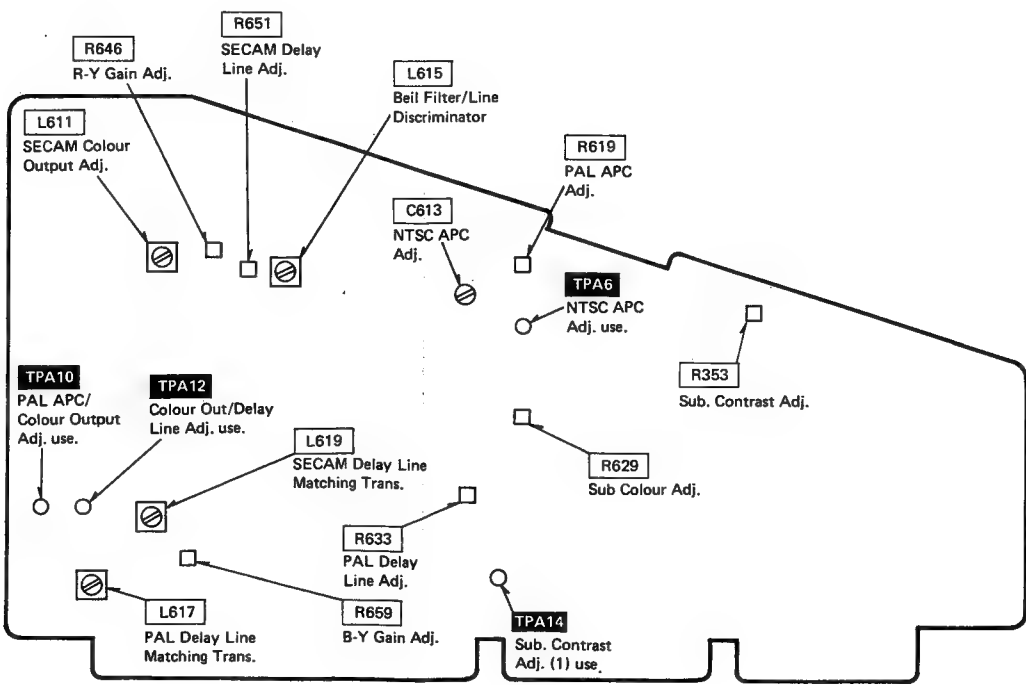 R651
SECAM Delay
Line Adj.
R646
R-Y Gain Adj.
L615
Beil Filter/Line
Discriminator
L611
SECAM Colour
Output Adj.
R619
PAL APC
Adj.
C613
NTSC APC
Adj.
TPA6
NTSC APC
Adj. use.
R353
Sub. Contrast Adj.
TPA10
PAL APC/
Colour Output
Adj. use.
TPA12
Colour Out/Delay
Line Adj. use.
L619
SECAM Delay Line
Matching Trans.
R629
Sub Colour Adj.
R633
PAL Delay
Line Adj.
L617
PAL Delay Line
Matching Trans.
R659
B-Y Gain Adj.
TPA14
Sub. Contrast
Adj. (1) use.